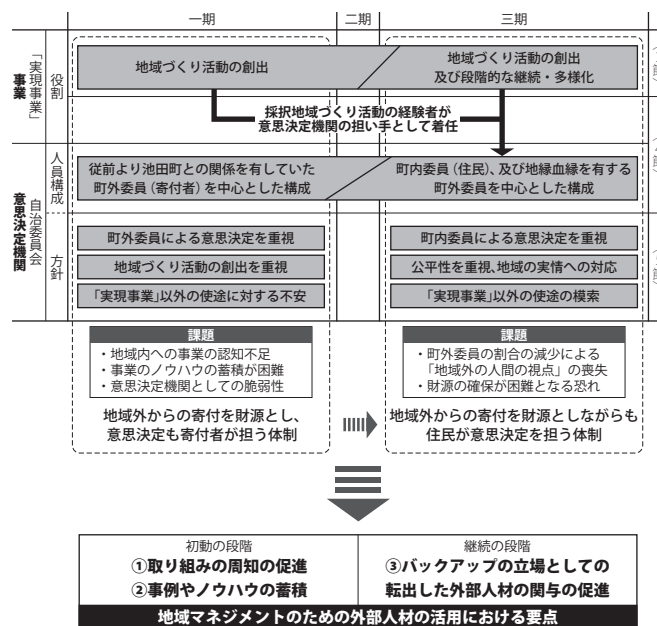 一期
二期
三期
「実現事業」
事業
役割
地域づくり活動の創出
地域づくり活動の創出
及び段階的な継続・多様化
採択地域づくり活動の経験者が
意思決定機関の担い手として着任
自治委員会
意思決定機関
人員構成
従前より池田町との関係を有していた
町外委員（寄付者）を中心とした構成
町内委員（住民）、及び地縁血縁を有する
町外委員を中心とした構成
方針
町外委員による意思決定を重視
地域づくり活動の創出を重視
「実現事業」以外の使途に対する不安
町内委員による意思決定を重視
公平性を重視、地域の実情への対応
「実現事業」以外の使途の模索
課題
・地域内への事業の認知不足
・事業のノウハウの蓄積が困難
・意思決定機関としての脆弱性
課題
・町外委員の割合の減少による
「地域外の人間の視点」の喪失
・財源の確保が困難となる恐れ
地域外からの寄付を財源とし、
意思決定も寄付者が担う体制
地域外からの寄付を財源としながらも
住民が意思決定を担う体制
初動の段階
①取り組みの周知の促進
②事例やノウハウの蓄積
継続の段階
③バックアップの立場としての
転出した外部人材の関与の促進
地域マネジメントのための外部人材の活用における要点